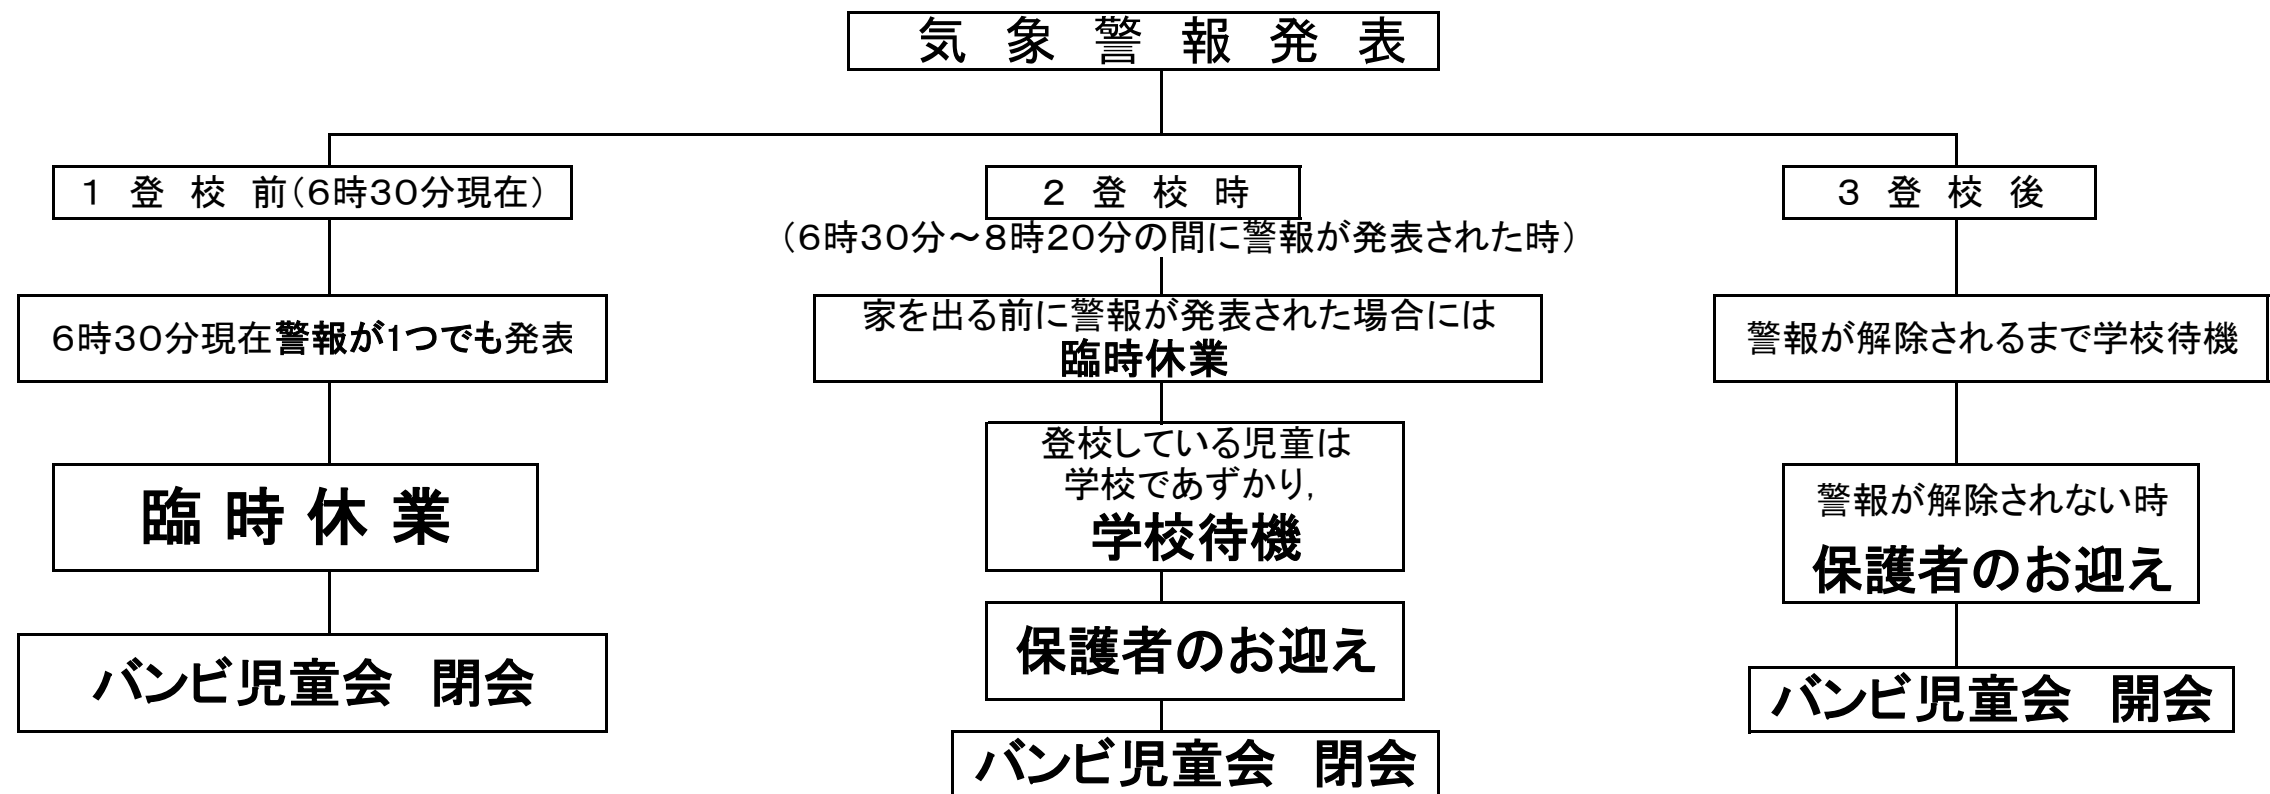 気　象　警　報　発　表
１　登　校　前（６時３０分現在）
６時３０分現在警報が1つでも発表
臨 時 休 業
バンビ児童会　閉会
２　登　校　時
（６時３０分～８時２０分の間に警報が発表された時）
家を出る前に警報が発表された場合には
臨時休業
登校している児童は
学校であずかり,
学校待機
保護者のお迎え
バンビ児童会　閉会
３　登　校　後
警報が解除されるまで学校待機
警報が解除されない時
保護者のお迎え
バンビ児童会　開会